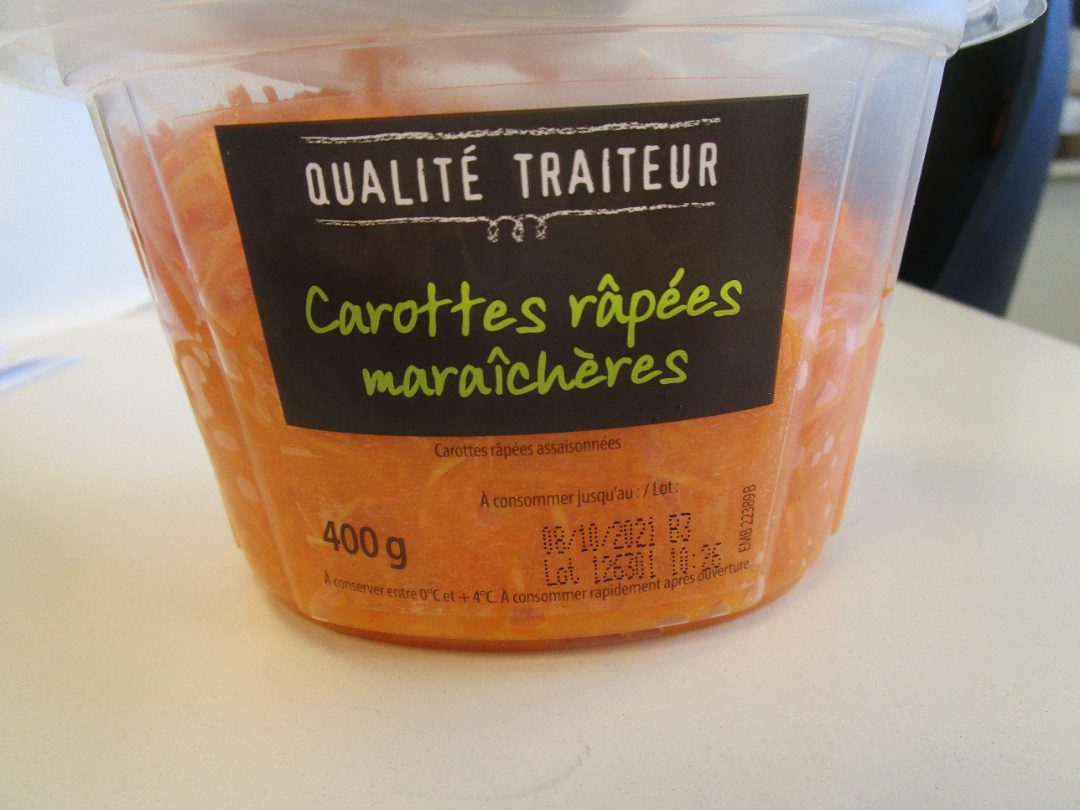 QUALITÉ TRAITEUR
Carottes râpées
maraîchères
Carottes râpées assaisonnées
À consommer jusqu'au : / Lot :
400 g
08/10/2021 B3
Lot 126301 10:26
EMB 22389B
À conserver entre 0°C et + 4°C. À consommer rapidement après ouverture.